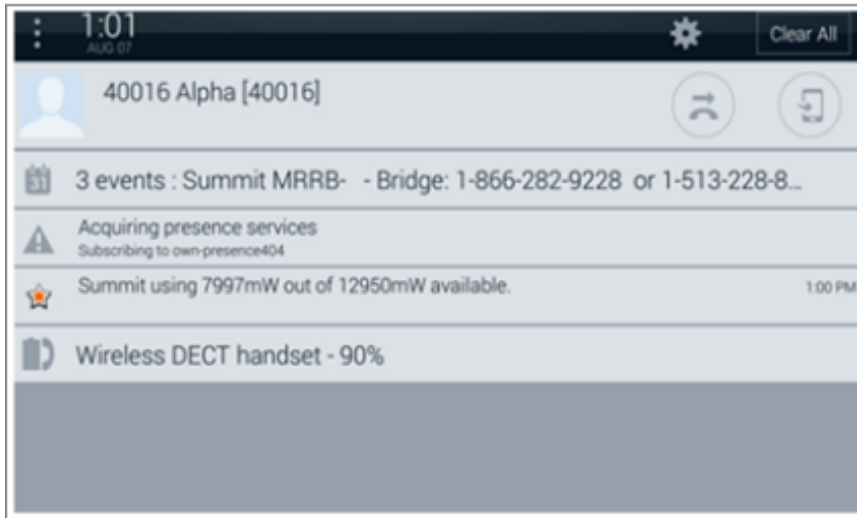 1:01
AUG 07
Clear All
40016 Alpha [40016]
31
3 events : Summit MRRB- - Bridge: 1-866-282-9228 or 1-513-228-8...
Acquiring presence services
Subscribing to own-presence404
Summit using 7997mW out of 12950mW available.
1:00 PM
Wireless DECT handset - 90%